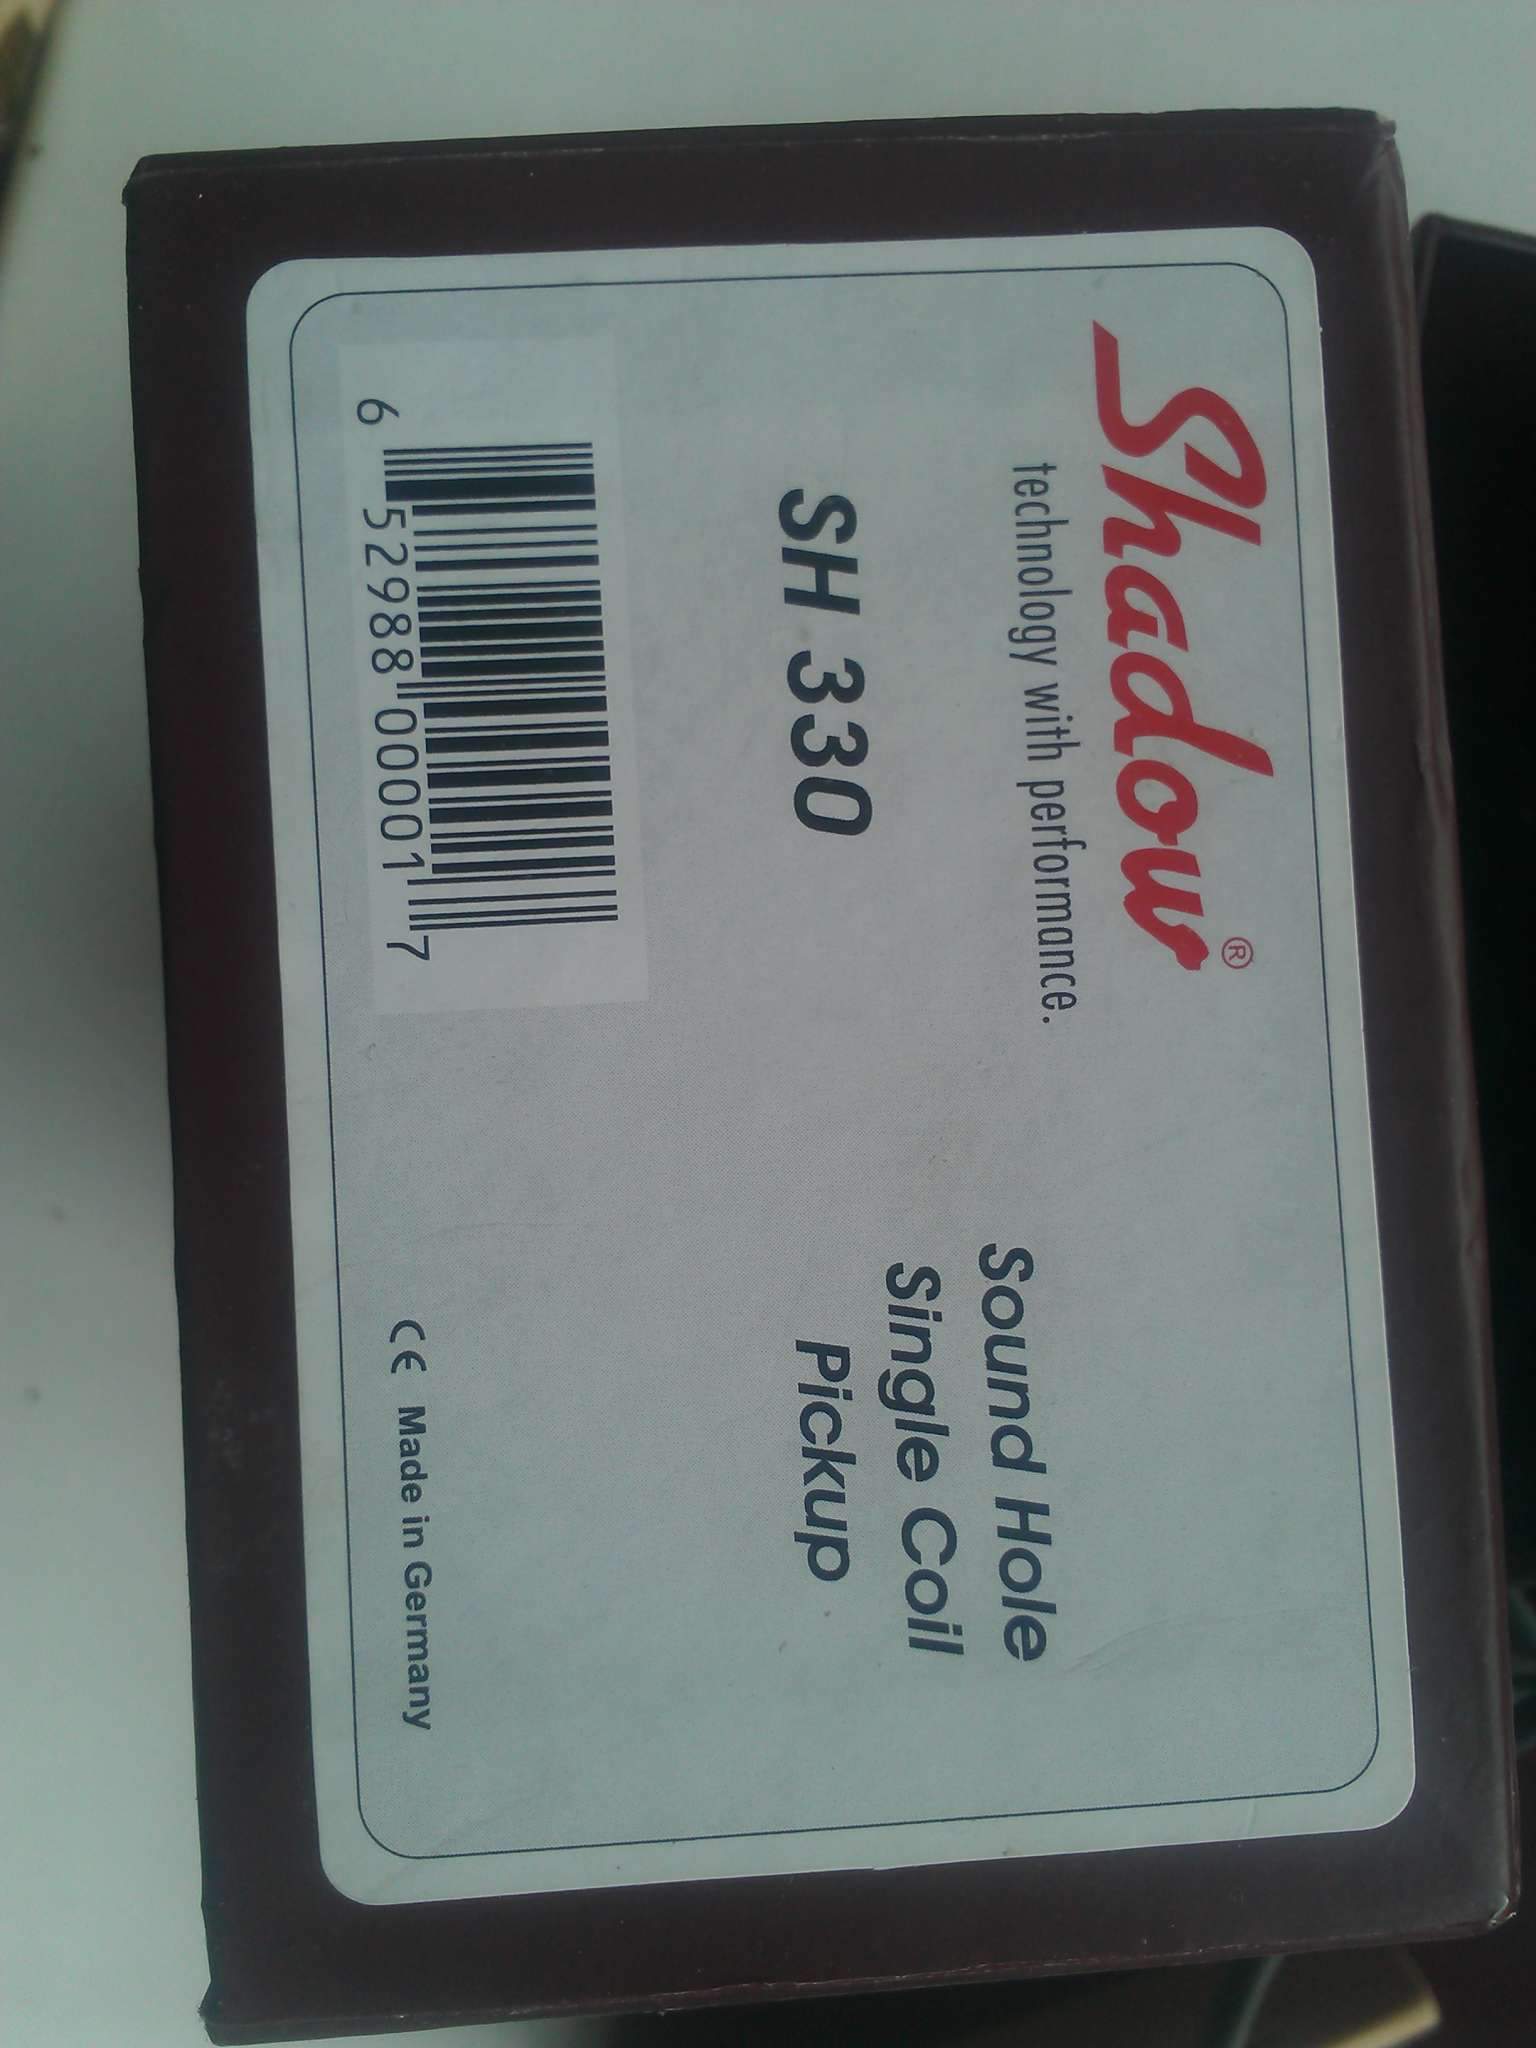 Shadow®
technology with performance.
Sound Hole
Single Coil
Pickup
SH 330
6 52988 00001 7
CE Made in Germany